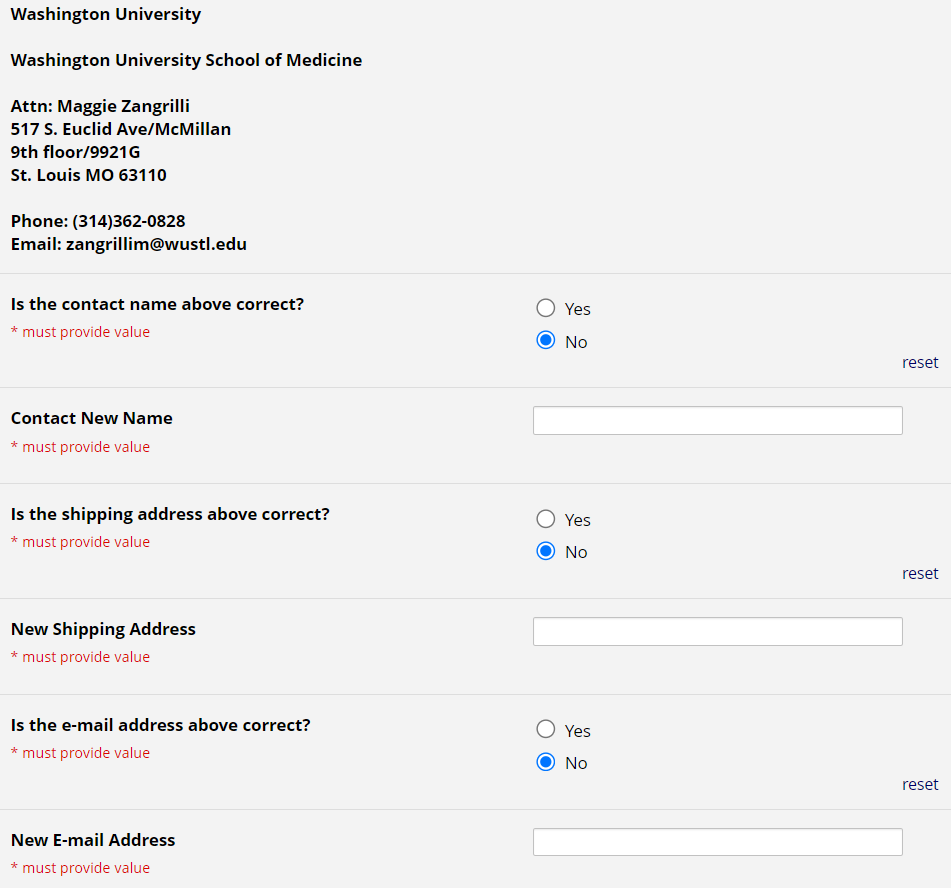 Washington University
Washington University School of Medicine
Attn: Maggie Zangrilli
517 S. Euclid Ave/McMillan
9th floor/9921G
St. Louis MO 63110
Phone: (314)362-0828
Email: zangrillim@wustl.edu
Is the contact name above correct?
* must provide value
Yes
No
reset
Contact New Name
* must provide value
Is the shipping address above correct?
* must provide value
Yes
No
reset
New Shipping Address
* must provide value
Is the e-mail address above correct?
* must provide value
Yes
No
reset
New E-mail Address
* must provide value